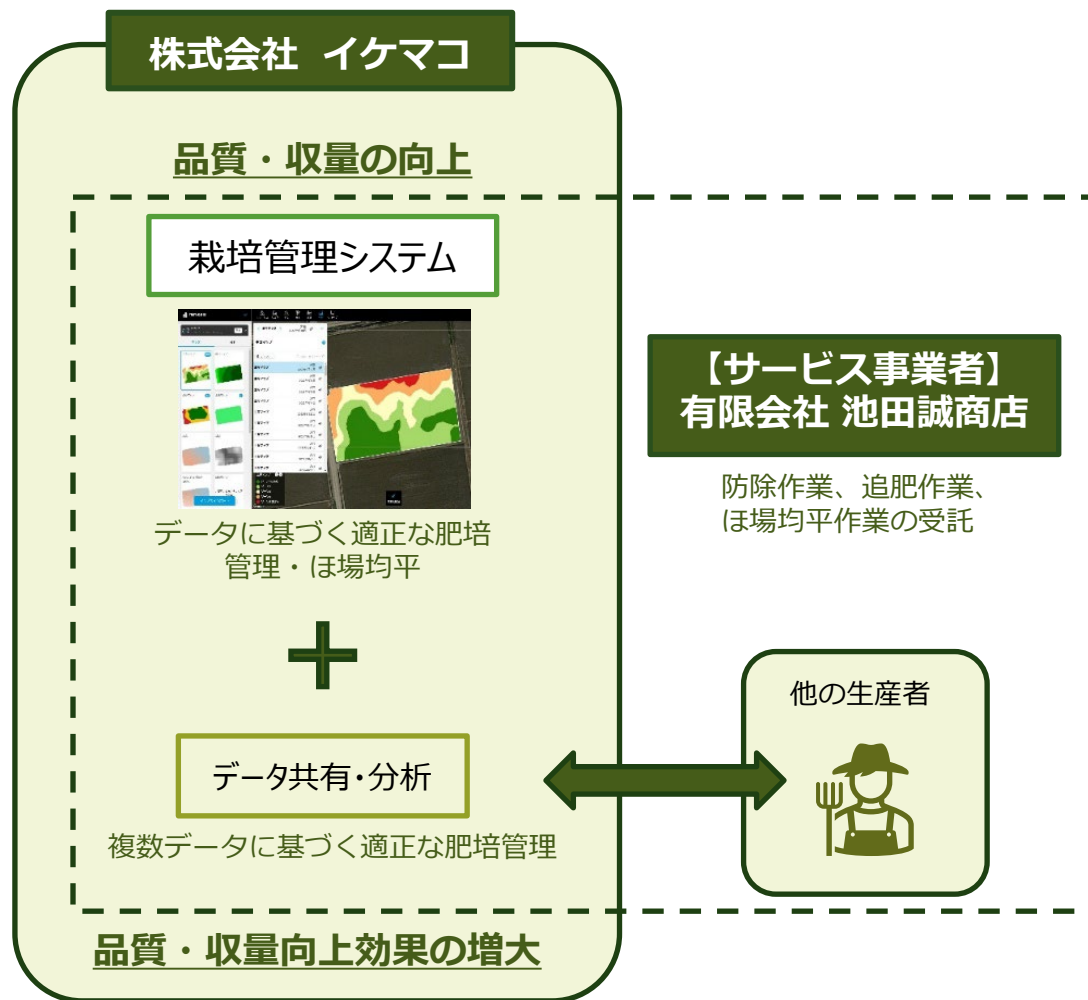 株式会社 イケマコ
品質・収量の向上
栽培管理システム
データに基づく適正な肥培
管理・ほ場均平
データ共有・分析
複数データに基づく適正な肥培管理
品質・収量向上効果の増大
【サービス事業者】
有限会社 池田誠商店
防除作業、追肥作業、
ほ場均平作業の受託
他の生産者